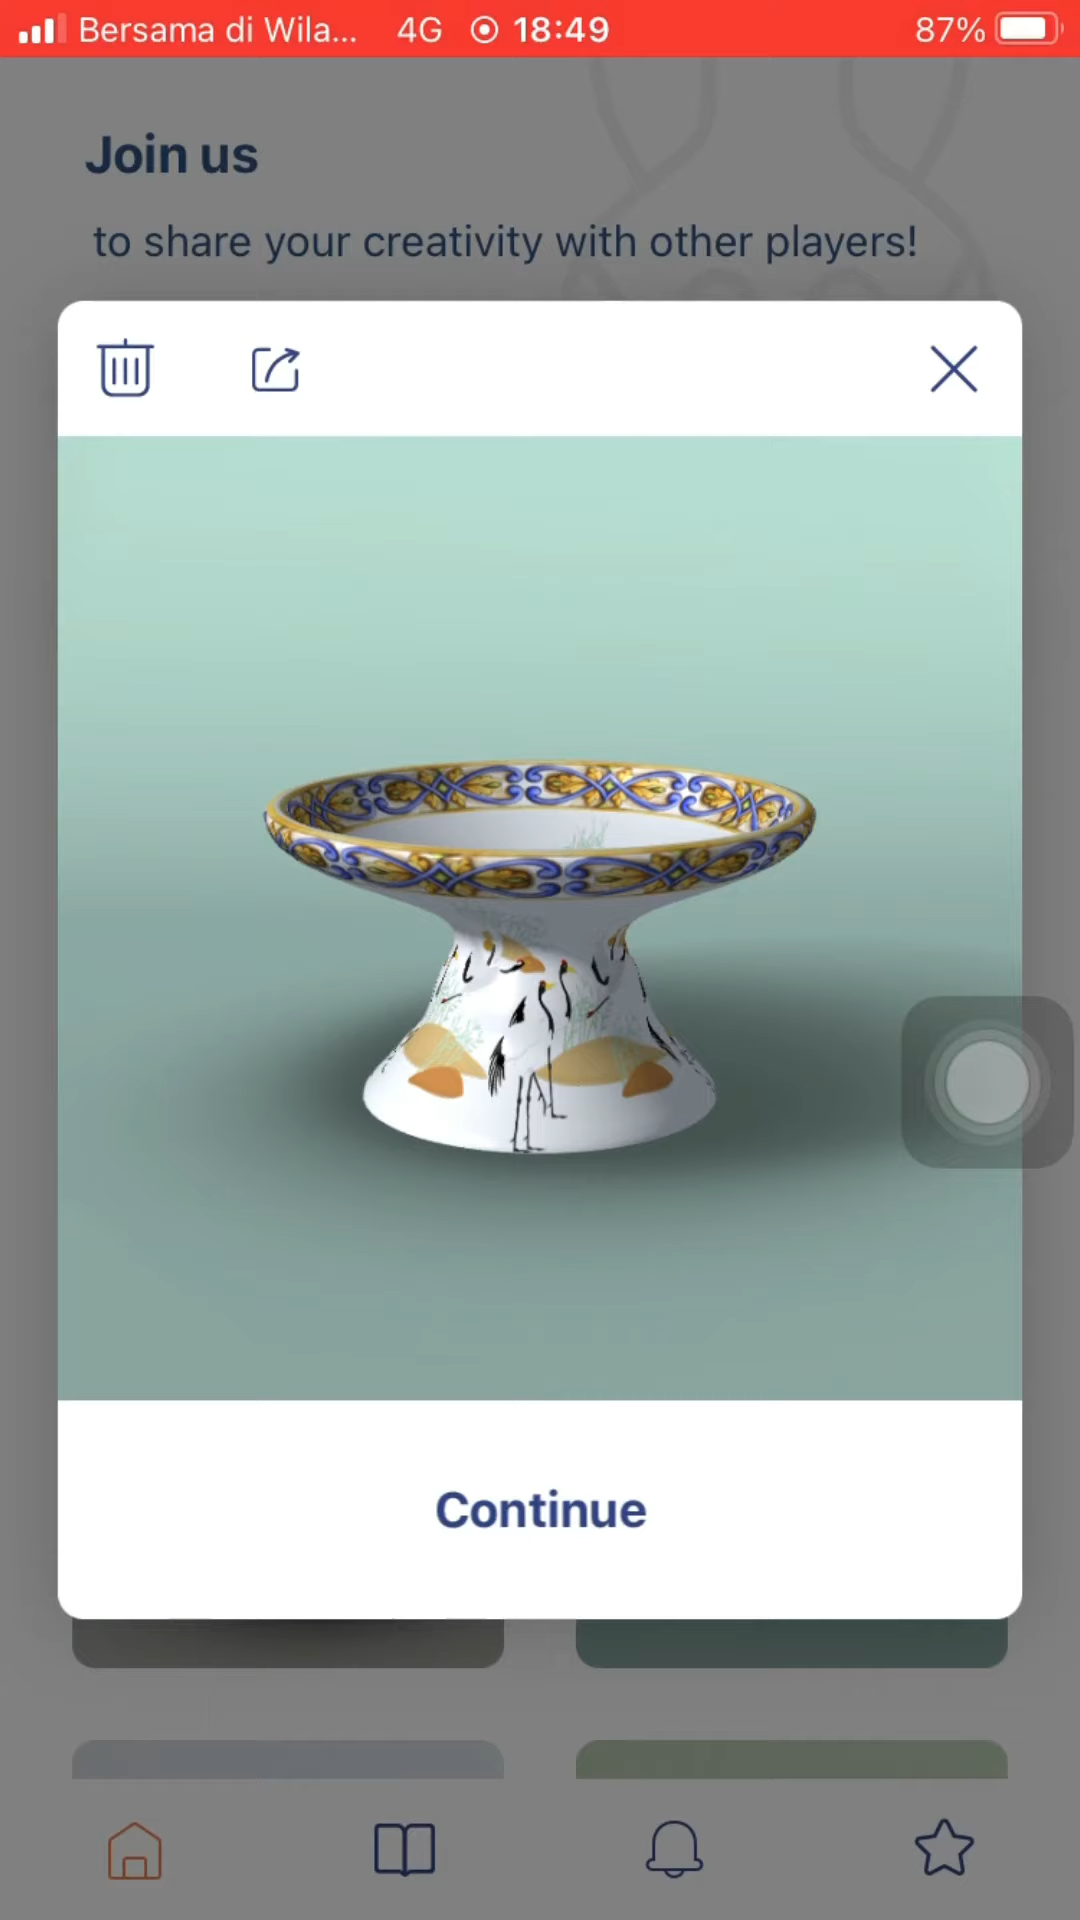 Bersama di Wila... 4G 18:49 87%
Join us
to share your creativity with other players!
Continue